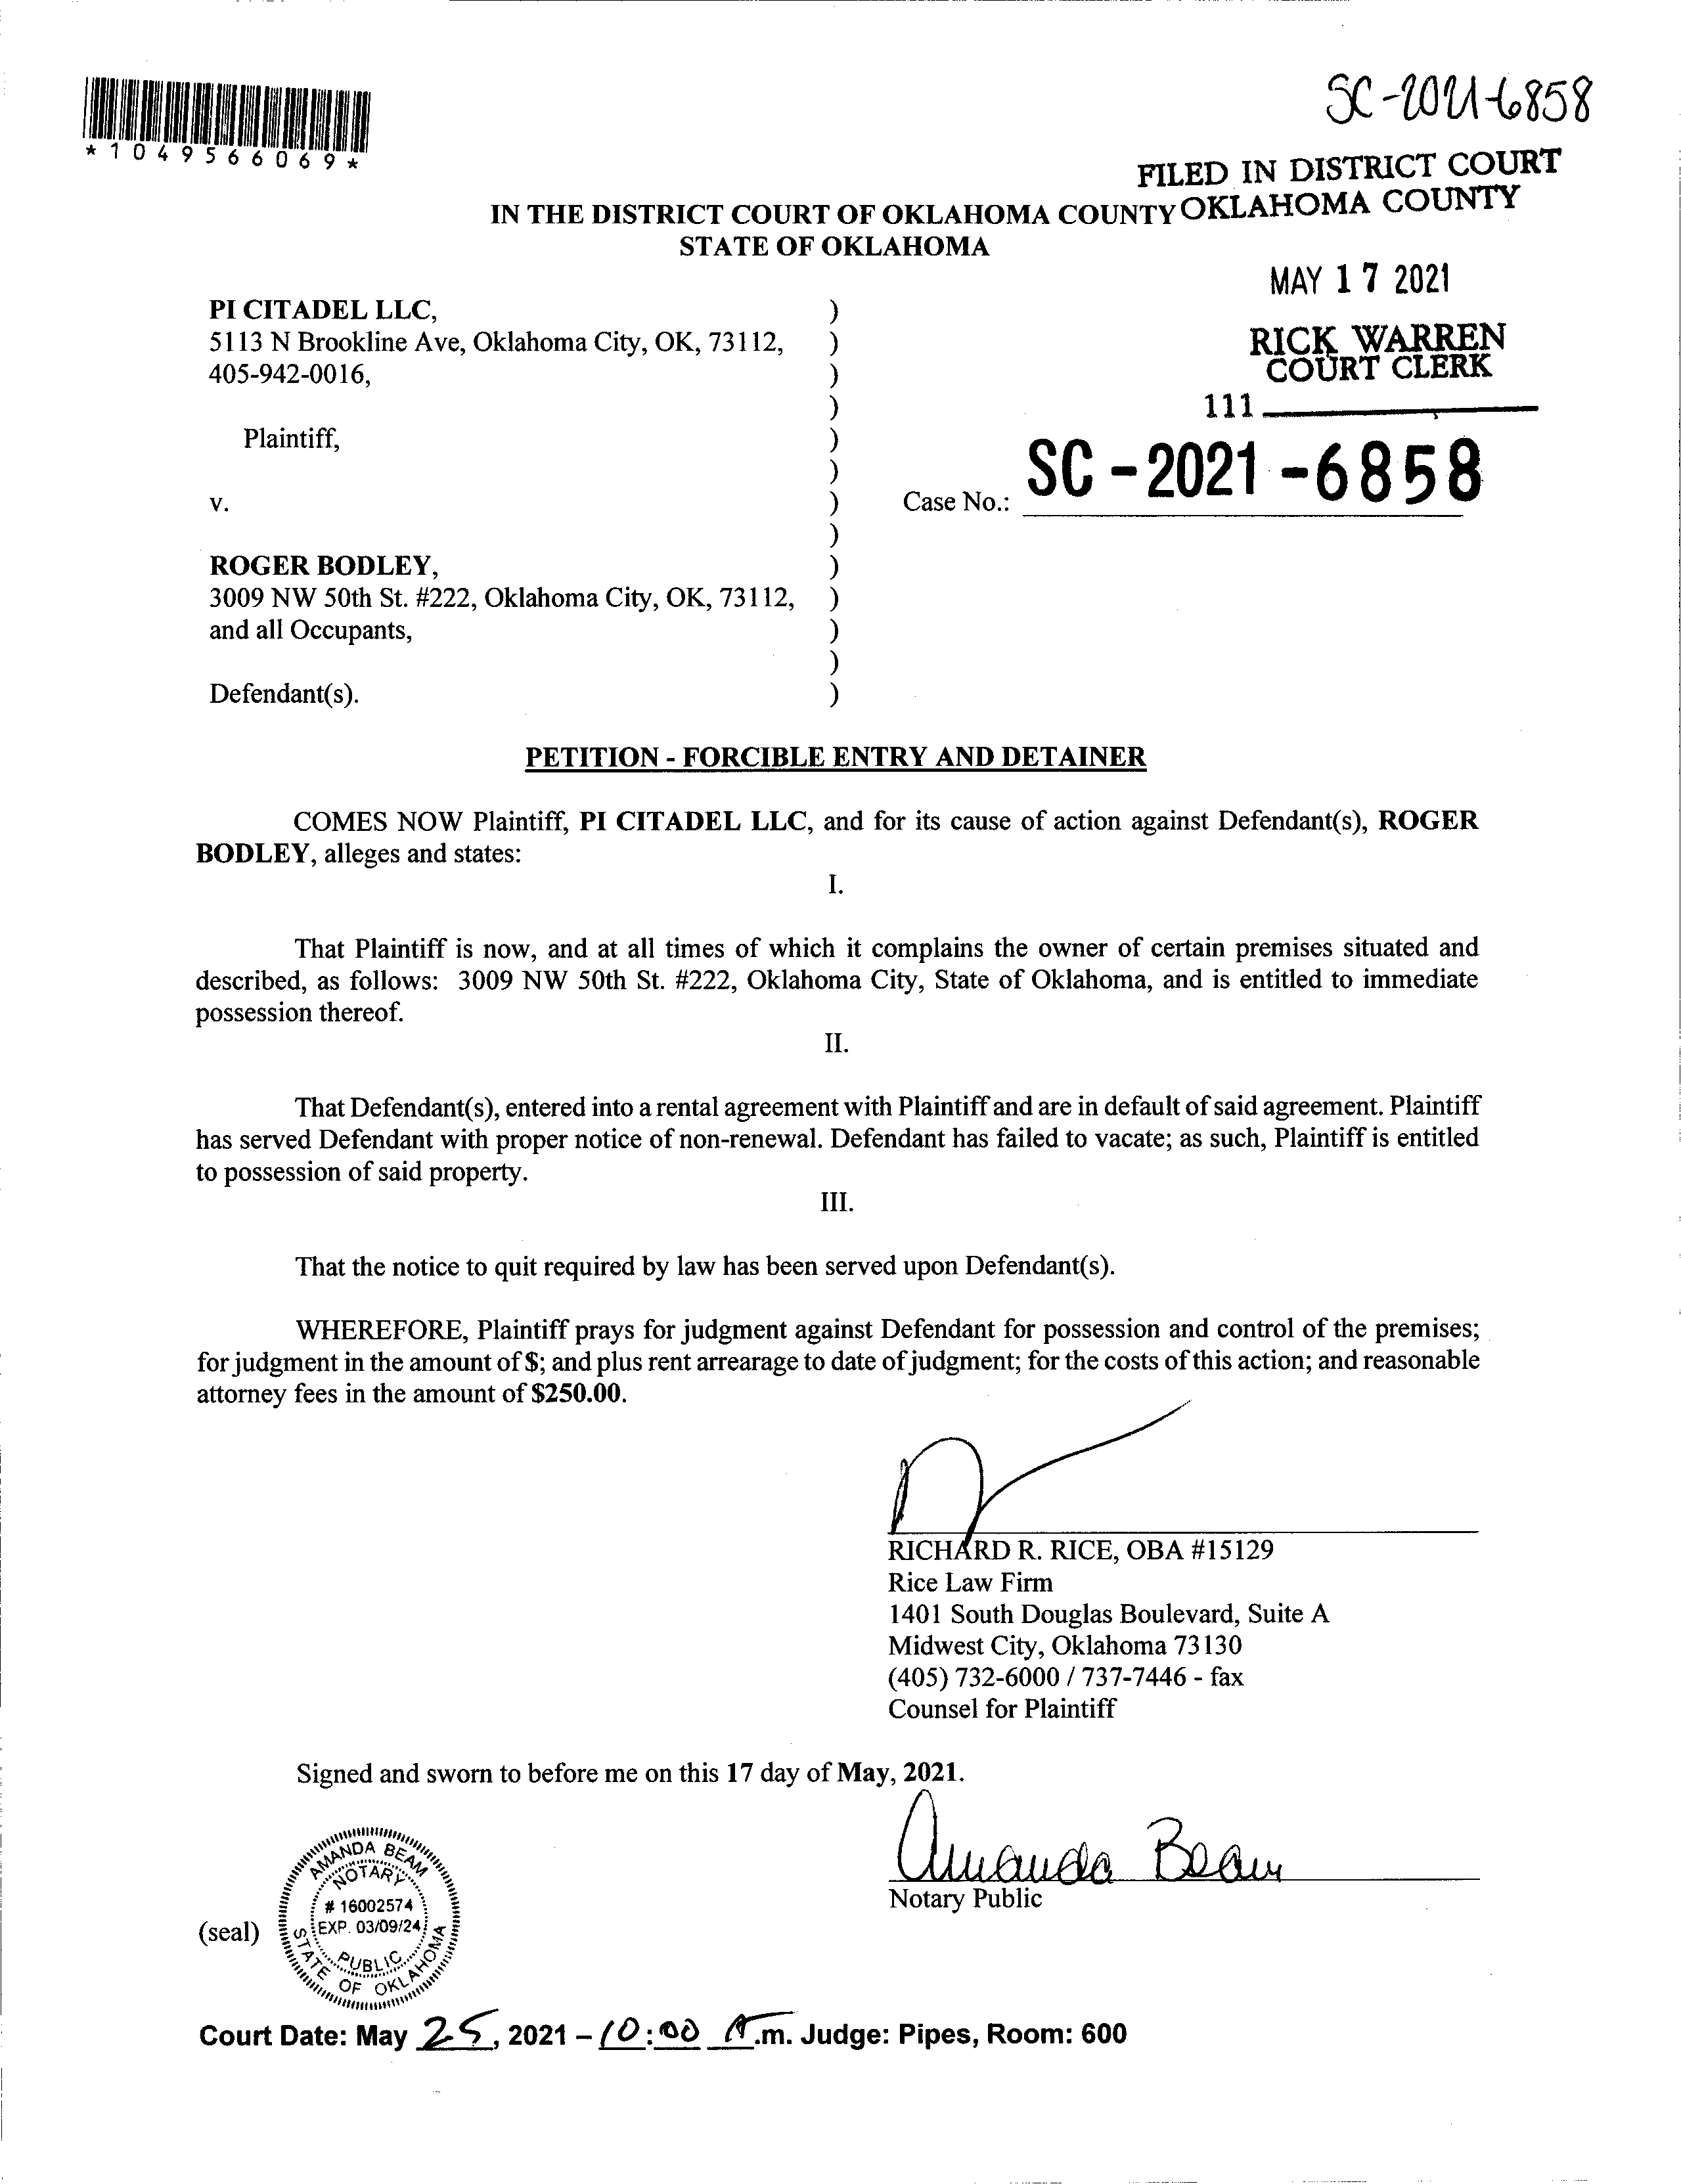 SC-2021-6858
*1049566069*
FILED IN DISTRICT COURT
OKLAHOMA COUNTY
IN THE DISTRICT COURT OF OKLAHOMA COUNTY
STATE OF OKLAHOMA
MAY 17 2021
RICK WARREN
COURT CLERK
111
PI CITADEL LLC, )
5113 N Brookline Ave, Oklahoma City, OK, 73112, )
405-942-0016, )
)
Plaintiff, )
)
v. ) Case No.: SC-2021-6858
)
ROGER BODLEY, )
3009 NW 50th St. #222, Oklahoma City, OK, 73112, )
and all Occupants, )
)
Defendant(s). )
PETITION - FORCIBLE ENTRY AND DETAINER
COMES NOW Plaintiff, PI CITADEL LLC, and for its cause of action against Defendant(s), ROGER
BODLEY, alleges and states:
I.
That Plaintiff is now, and at all times of which it complains the owner of certain premises situated and
described, as follows: 3009 NW 50th St. #222, Oklahoma City, State of Oklahoma, and is entitled to immediate
possession thereof.
II.
That Defendant(s), entered into a rental agreement with Plaintiff and are in default of said agreement. Plaintiff
has served Defendant with proper notice of non-renewal. Defendant has failed to vacate; as such, Plaintiff is entitled
to possession of said property.
III.
That the notice to quit required by law has been served upon Defendant(s).
WHEREFORE, Plaintiff prays for judgment against Defendant for possession and control of the premises;
for judgment in the amount of $; and plus rent arrearage to date of judgment; for the costs of this action; and reasonable
attorney fees in the amount of $250.00.
RICHARD R. RICE, OBA #15129
Rice Law Firm
1401 South Douglas Boulevard, Suite A
Midwest City, Oklahoma 73130
(405) 732-6000 / 737-7446 - fax
Counsel for Plaintiff
Signed and sworn to before me on this 17 day of May, 2021.
Amanda Beam
Notary Public
(seal)
AMANDA BEAM
NOTARY
# 16002574
EXP. 03/09/24
PUBLIC
STATE OF OKLAHOMA
Court Date: May 25, 2021 – 10:00 A.m. Judge: Pipes, Room: 600